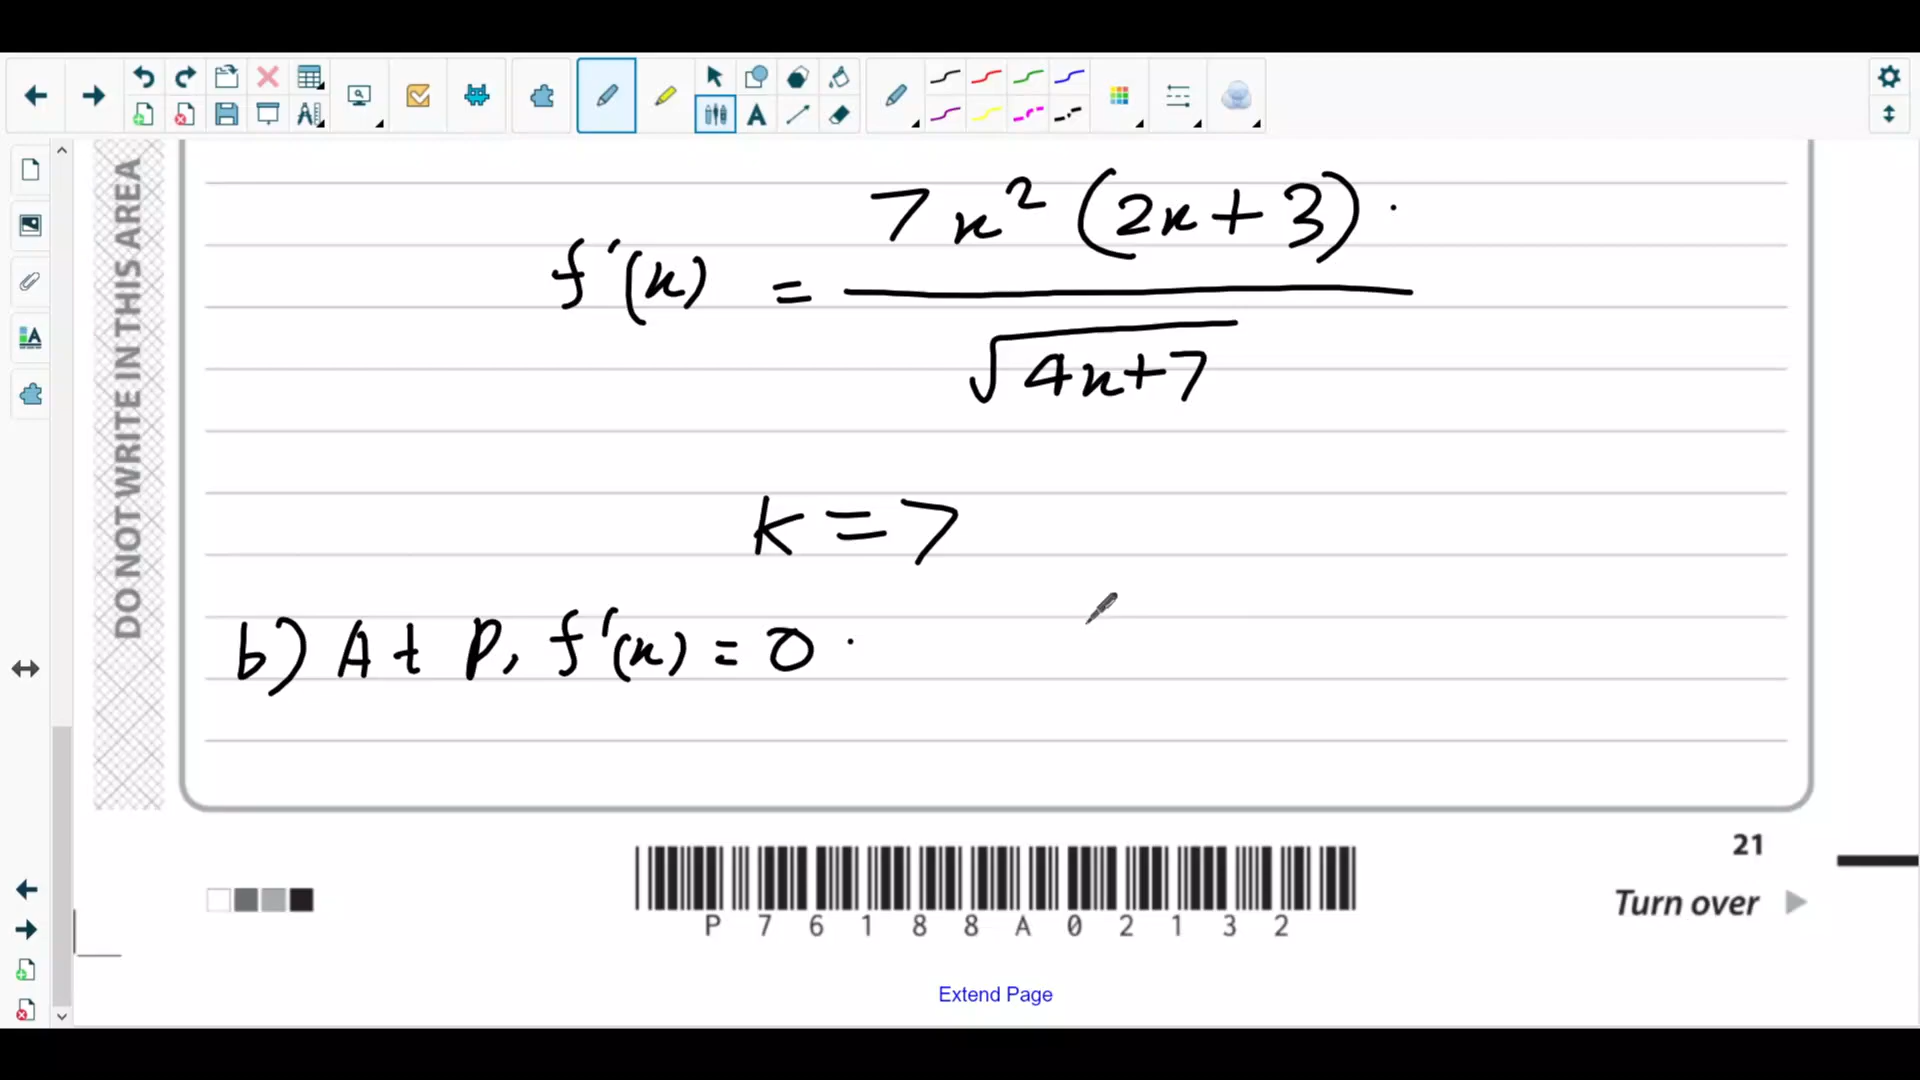 DO NOT WRITE IN THIS AREA
f'(x) = 7x² (2x+3) .
√4x+7
k=7
b) At P, f'(x) = 0 .
21
P 7 6 1 8 8 A 0 2 1 3 2
Turn over
Extend Page